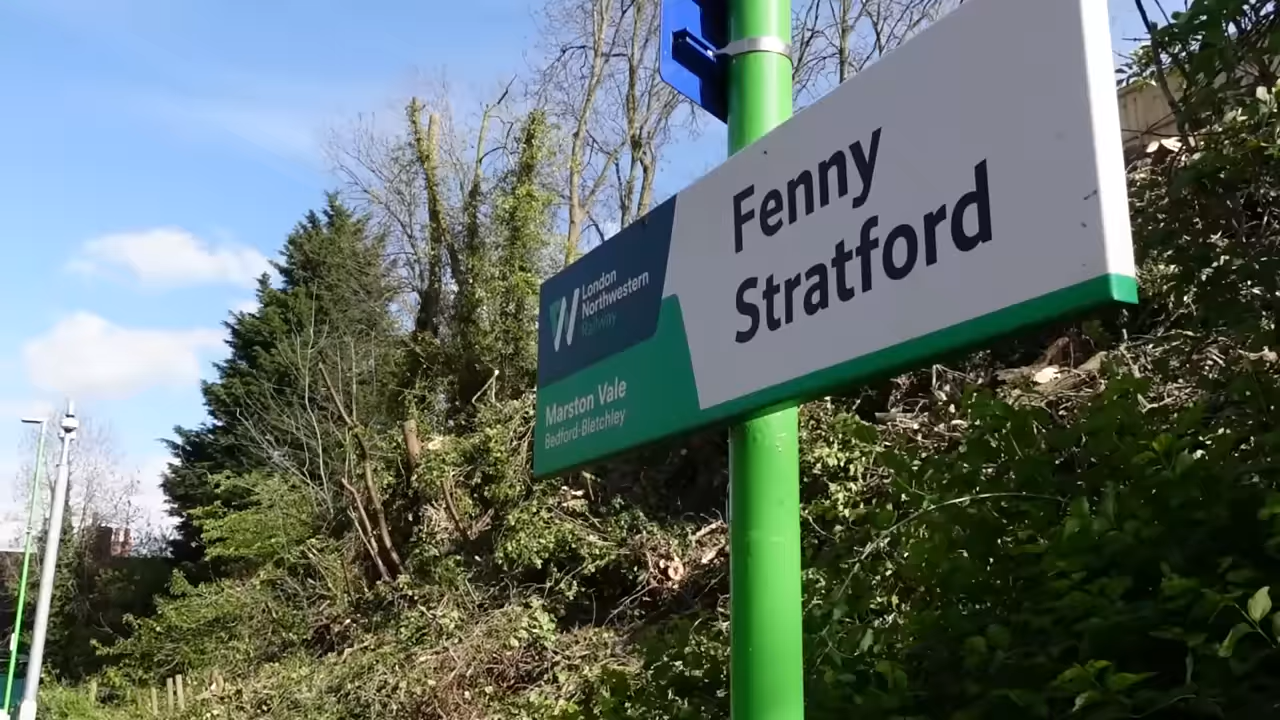 London
Northwestern
Railway
Marston Vale
Bedford-Bletchley
Fenny
Stratford